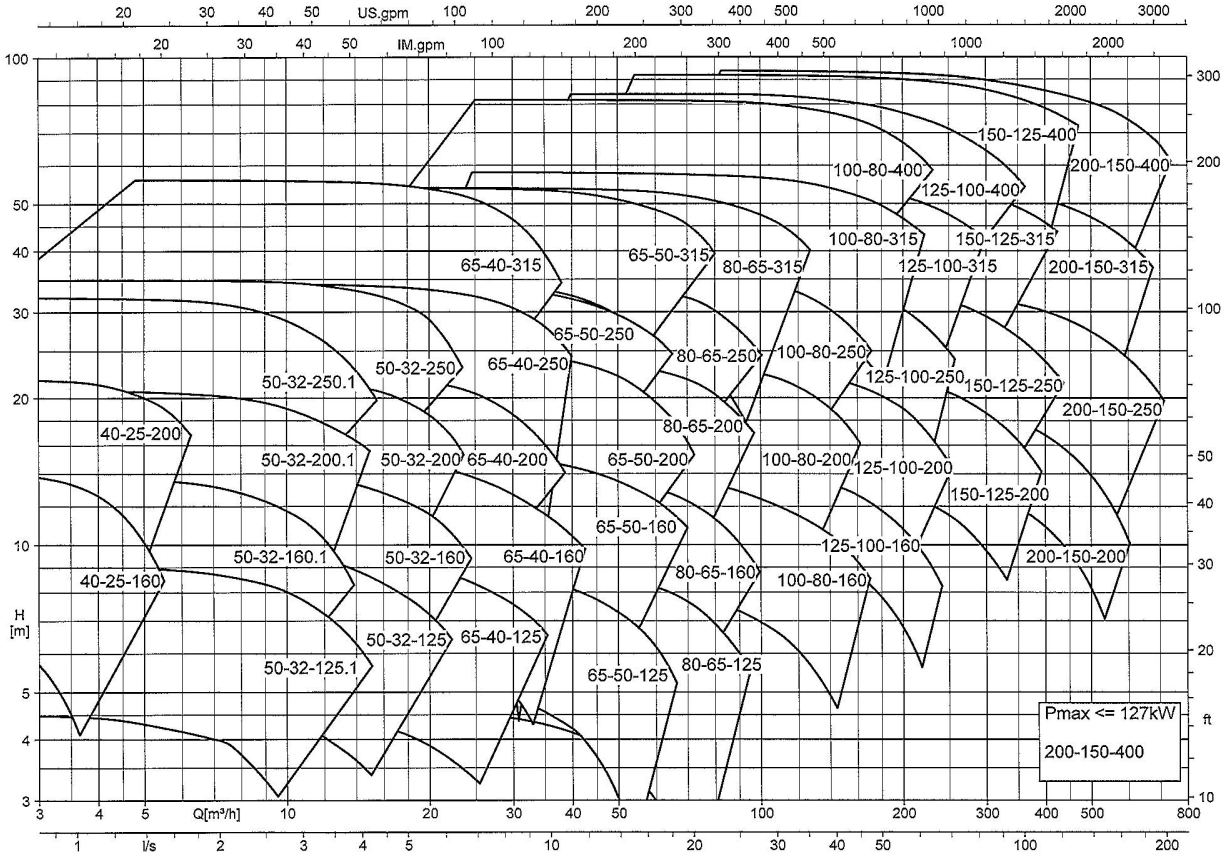 20 30 40 50 US.gpm 100 200 300 400 500 1000 2000 3000
20 30 40 50 IM.gpm 100 200 300 400 500 1000 2000
100 300
150-125-400
200-150-400 200
100-80-400
125-100-400
50
100-80-315 150-125-315
40 65-40-315 65-50-315 80-65-315 125-100-315 200-150-315
30 100
65-50-250
50-32-250.1 50-32-250 65-40-250 80-65-250 100-80-250
125-100-250 150-125-250
20 200-150-250
40-25-200 80-65-200
50-32-200.1 50-32-200 65-40-200 65-50-200 100-80-200 125-100-200 50
150-125-200
40
65-50-160
10 50-32-160.1 50-32-160 65-40-160 125-100-160 200-150-200
40-25-160 80-65-160 100-80-160 30
H
[m]
50-32-125 65-40-125 20
50-32-125.1 65-50-125 80-65-125
5
Pmax <= 127kW
ft
4
200-150-400
3 10
3 4 5 Q[m³/h] 10 20 30 40 50 100 200 300 400 500 800
1 l/s 2 3 4 5 10 20 30 40 50 100 200